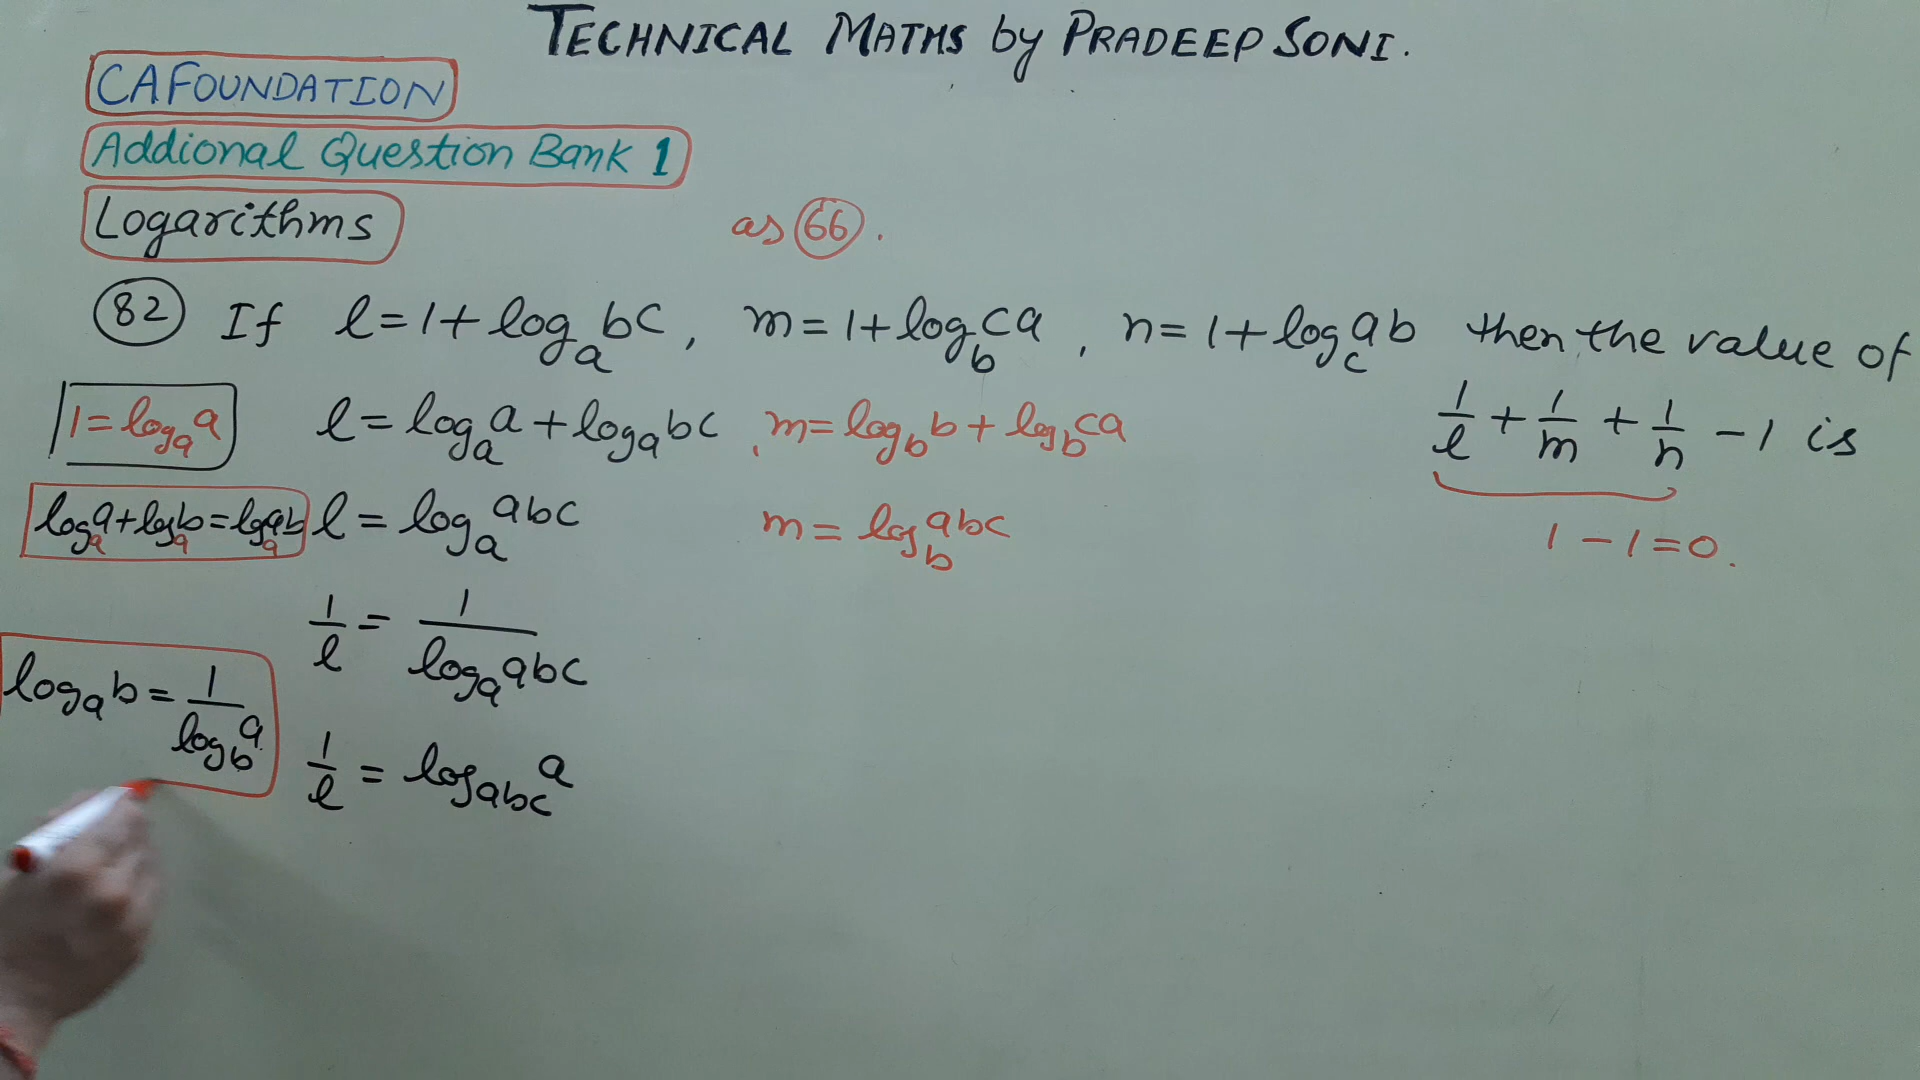 TECHNICAL MATHS by PRADEEP SONI.
CA FOUNDATION
Addional Question Bank 1
Logarithms
as 66.
82 If l = 1 + log_a bc, m = 1 + log_b ca, n = 1 + log_c ab then the value of
1/l + 1/m + 1/n - 1 is
1 - 1 = 0.
1 = log_a a
l = log_a a + log_a bc, m = log_b b + log_b ca
log_a a + log_a b = log_a ab
l = log_a abc
m = log_b abc
1/l = 1/log_a abc
log_a b = 1/log_b a
1/l = log_abc a